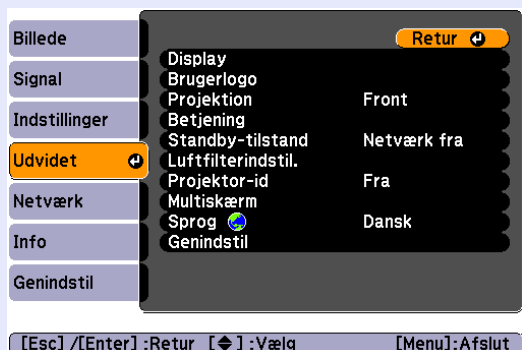 Billede
Signal
Indstillinger
Udvidet
Netværk
Info
Genindstil
Retur
Display
Brugerlogo
Projektion Front
Betjening
Standby-tilstand Netværk fra
Luftfilterindstil.
Projektor-id Fra
Multiskærm
Sprog Dansk
Genindstil
[Esc] /[Enter] :Retur [◆] :Vælg [Menu]:Afslut